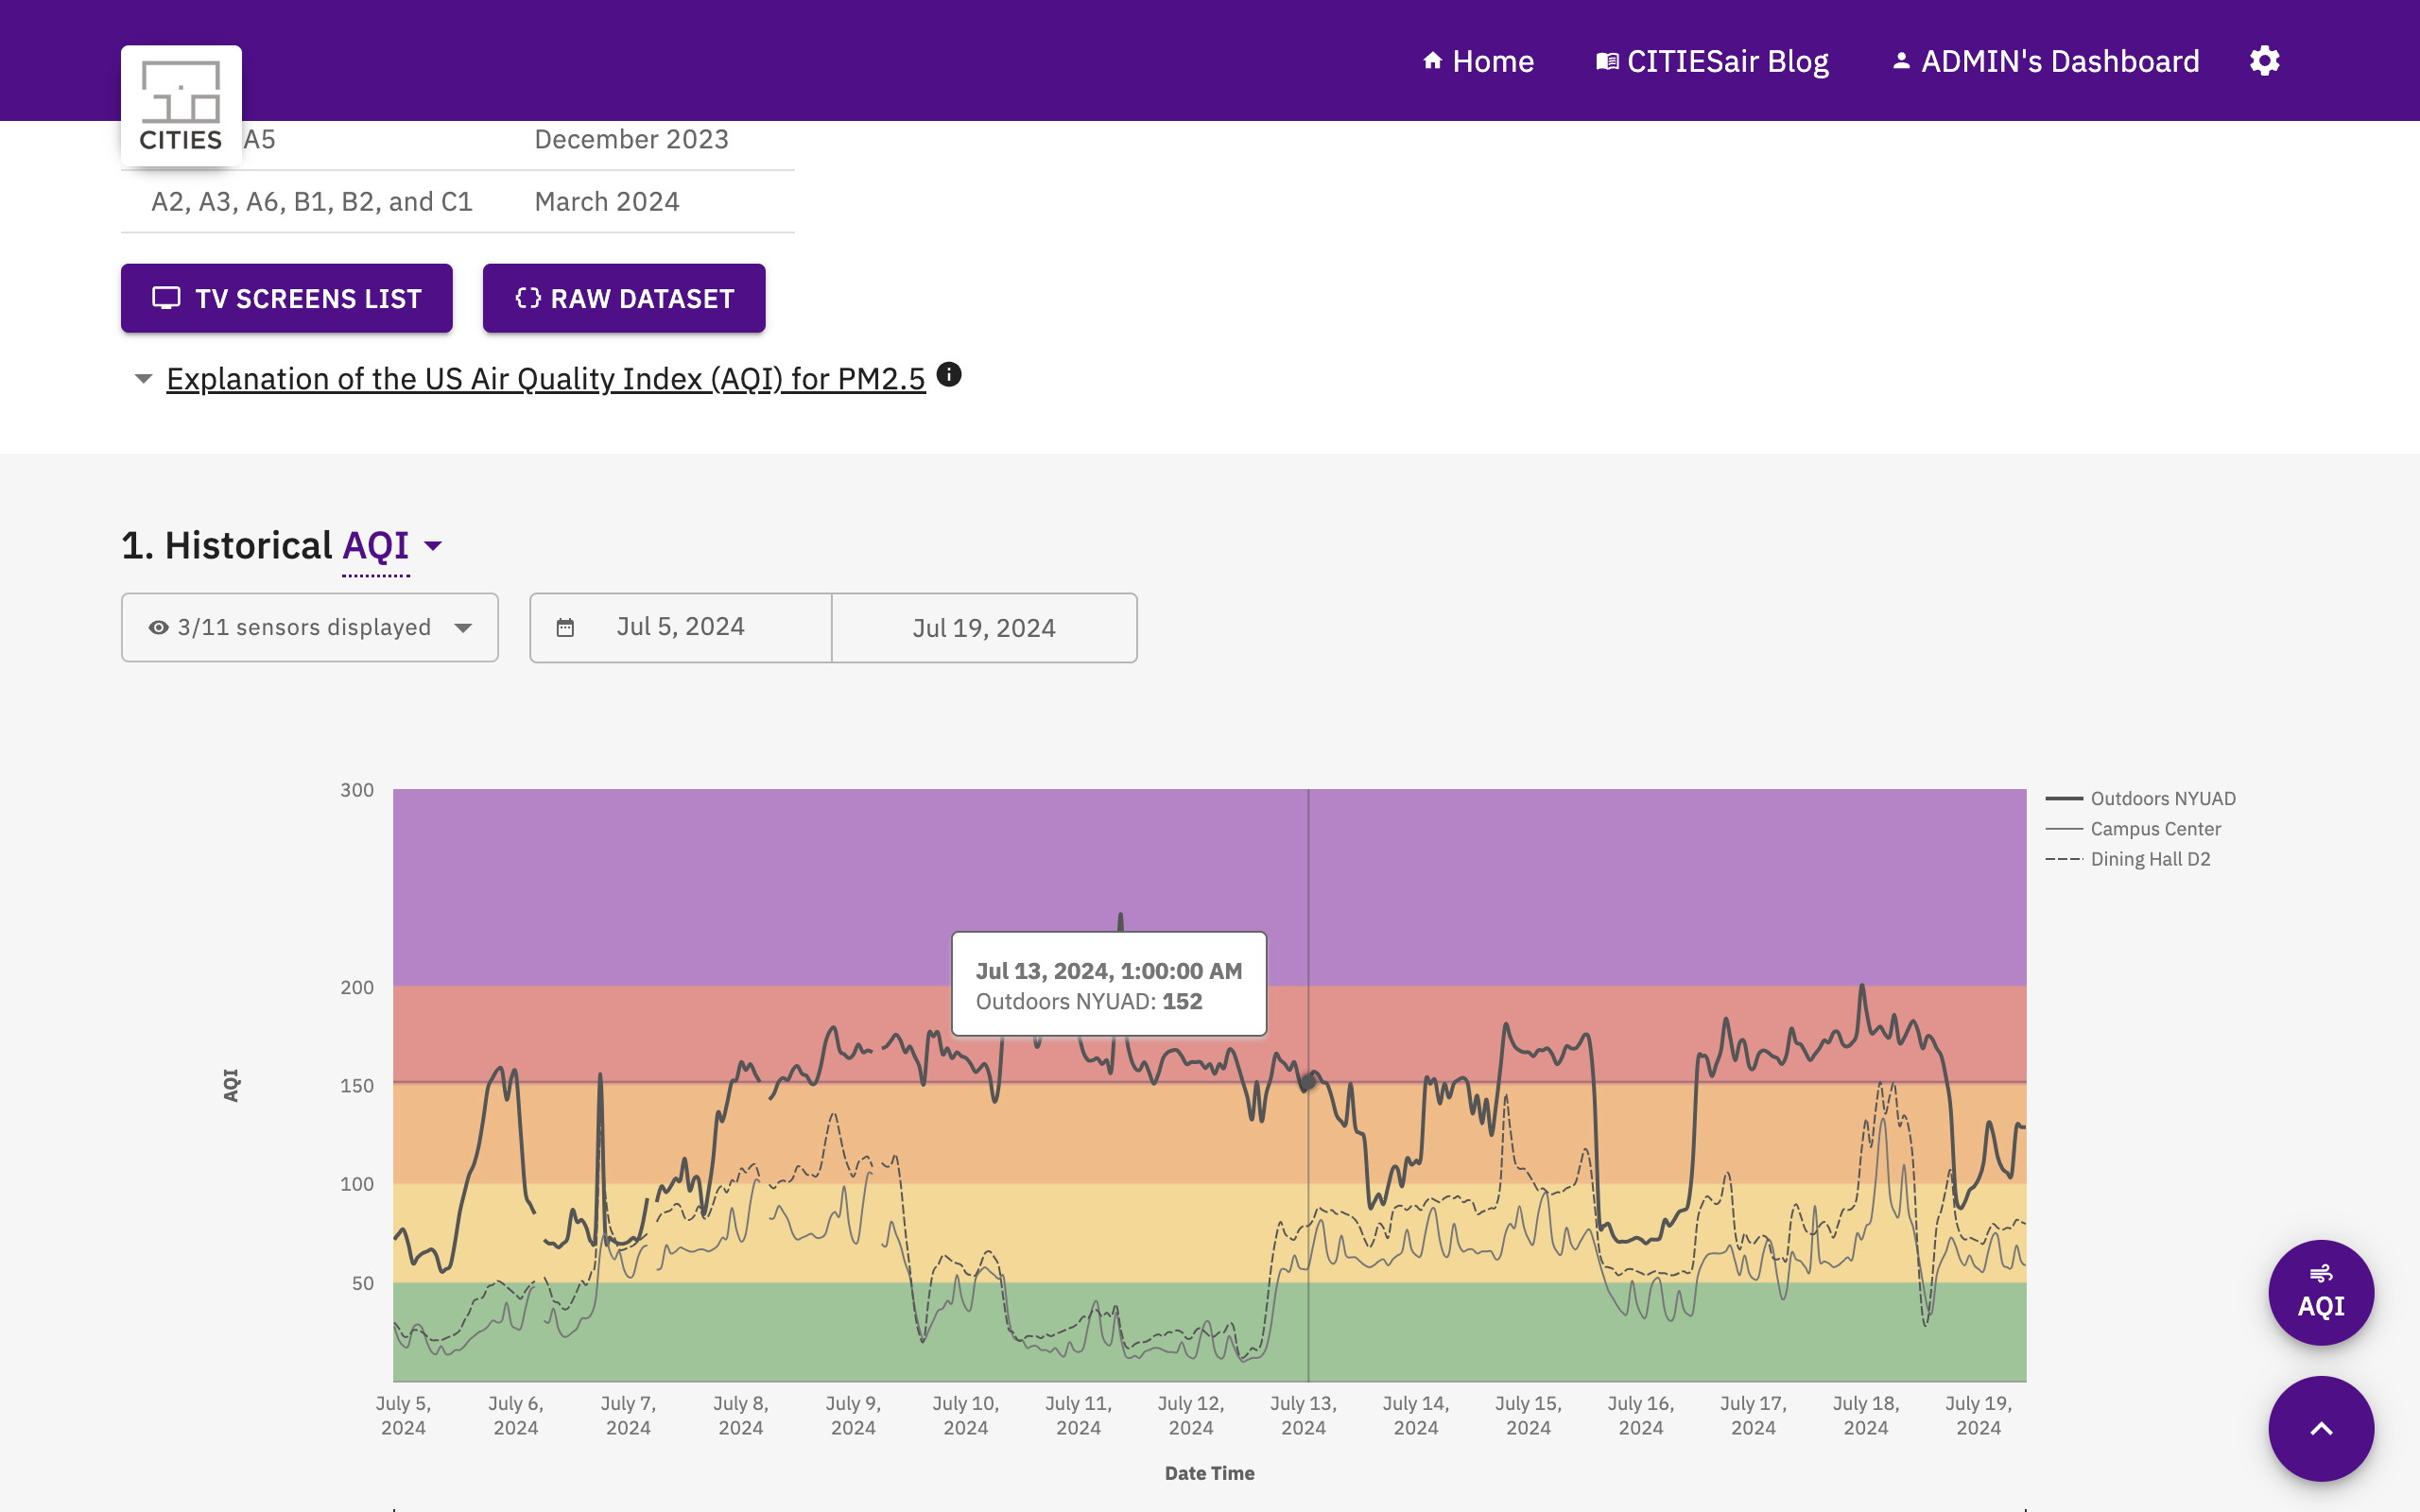 Home
CITIESair Blog
ADMIN's Dashboard
CITIES
A5
December 2023
A2, A3, A6, B1, B2, and C1
March 2024
TV SCREENS LIST
RAW DATASET
Explanation of the US Air Quality Index (AQI) for PM2.5
1. Historical AQI
3/11 sensors displayed
Jul 5, 2024
Jul 19, 2024
300
200
150
100
50
AQI
Outdoors NYUAD
Campus Center
Dining Hall D2
Jul 13, 2024, 1:00:00 AM
Outdoors NYUAD: 152
July 5,
2024
July 6,
2024
July 7,
2024
July 8,
2024
July 9,
2024
July 10,
2024
July 11,
2024
July 12,
2024
July 13,
2024
July 14,
2024
July 15,
2024
July 16,
2024
July 17,
2024
July 18,
2024
July 19,
2024
Date Time
AQI